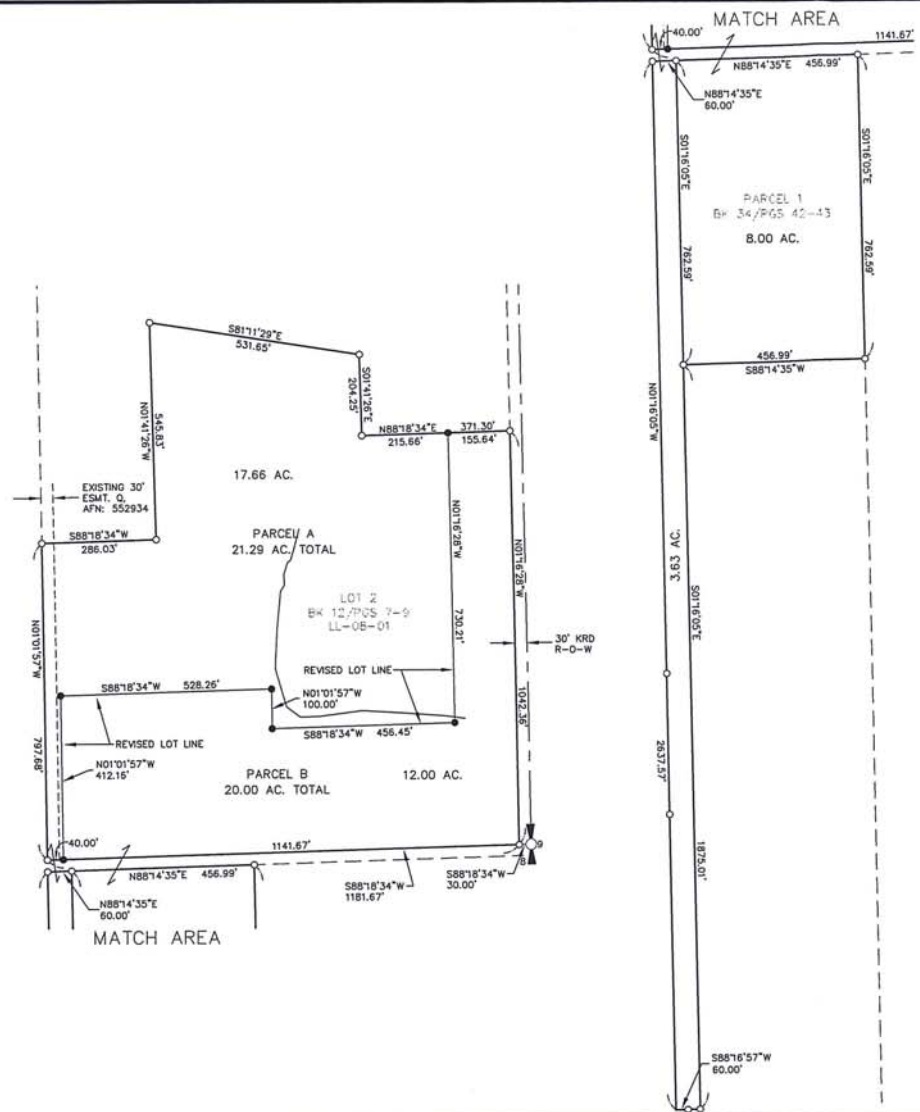 MATCH AREA
40.00'
1141.67'
N88°14'35"E 456.99'
N88°14'35"E
60.00'
S01°16'05"E
762.59'
S01°16'05"E
762.59'
PARCEL 1
BK 34/PGS 42-43
8.00 AC.
456.99'
S88°14'35"W
N01°16'05"W
2637.57'
3.63 AC.
S01°16'05"E
1875.01'
S88°16'57"W
60.00'
S81°11'29"E
531.65'
S01°41'26"E
204.25'
N88°18'34"E
215.66'
371.30'
155.64'
N01°41'26"W
545.83'
17.66 AC.
EXISTING 30'
ESMT. Q,
AFN: 552934
S88°18'34"W
286.03'
PARCEL A
21.29 AC. TOTAL
LOT 2
BK 12/PGS 7-9
LL-08-01
N01°16'28"W
730.21'
N01°16'28"W
1042.36'
30' KRD
R-O-W
N01°01'57"W
797.68'
S88°18'34"W 528.26'
REVISED LOT LINE
N01°01'57"W
100.00'
S88°18'34"W 456.45'
REVISED LOT LINE
N01°01'57"W
412.16'
PARCEL B
20.00 AC. TOTAL
12.00 AC.
40.00'
1141.67'
9
8
N88°14'35"E 456.99'
S88°18'34"W
1181.67'
S88°18'34"W
30.00'
N88°14'35"E
60.00'
MATCH AREA